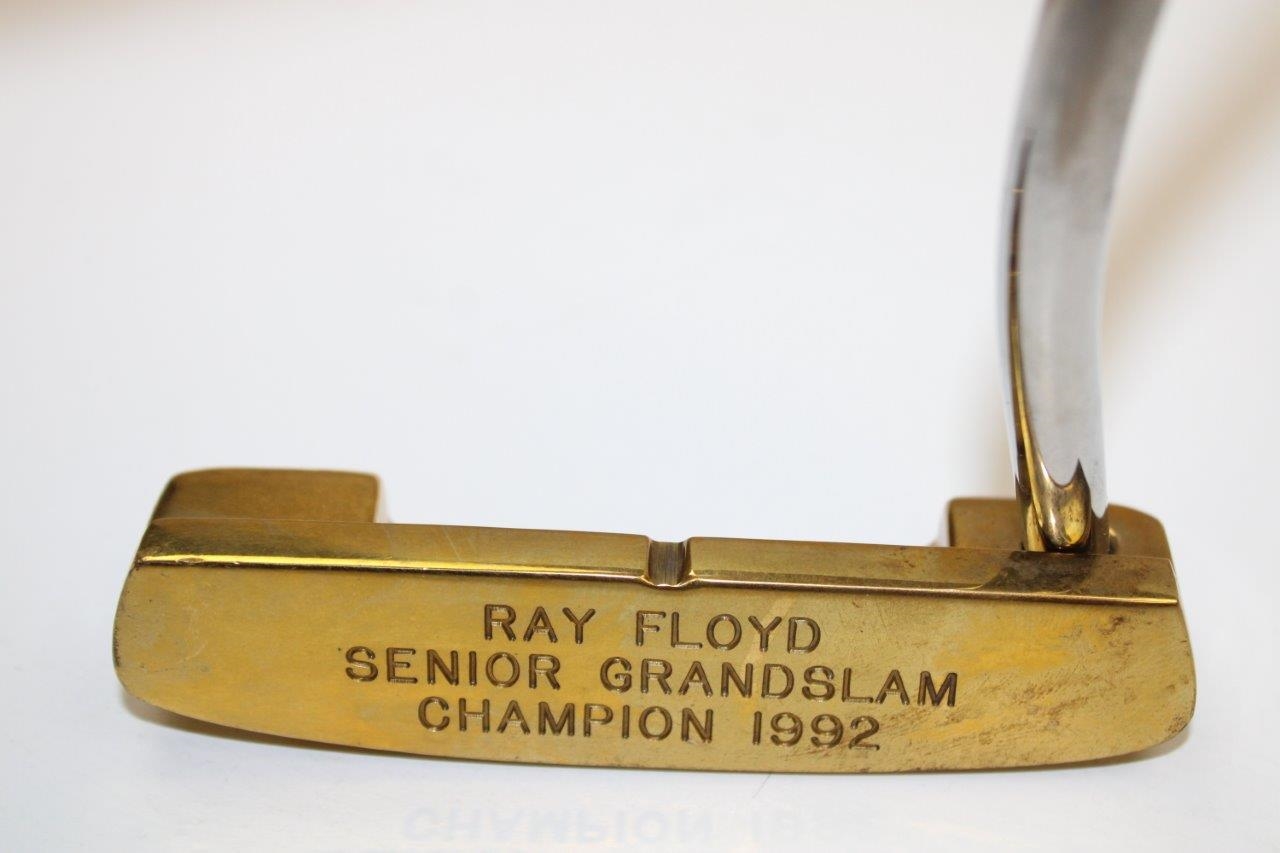 RAY FLOYD
SENIOR GRANDSLAM
CHAMPION 1992